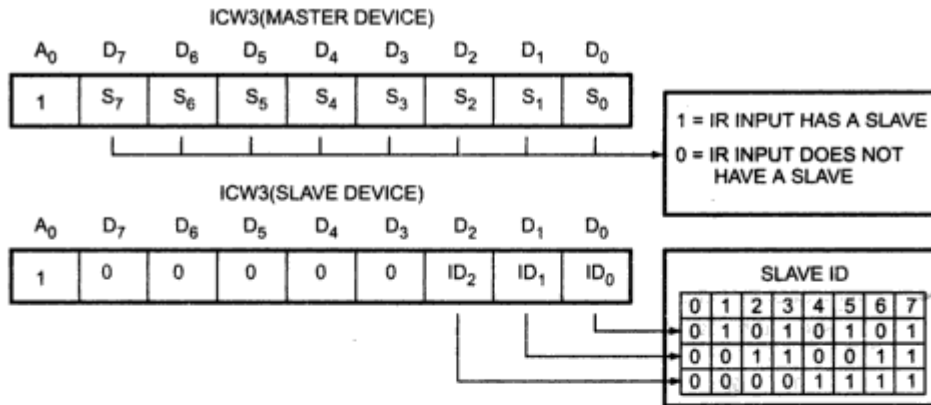 ICW3(MASTER DEVICE)
A0 D7 D6 D5 D4 D3 D2 D1 D0
1 S7 S6 S5 S4 S3 S2 S1 S0
1 = IR INPUT HAS A SLAVE
0 = IR INPUT DOES NOT
HAVE A SLAVE
ICW3(SLAVE DEVICE)
A0 D7 D6 D5 D4 D3 D2 D1 D0
1 0 0 0 0 0 ID2 ID1 ID0
SLAVE ID
0 1 2 3 4 5 6 7
0 1 0 1 0 1 0 1
0 0 1 1 0 0 1 1
0 0 0 0 1 1 1 1